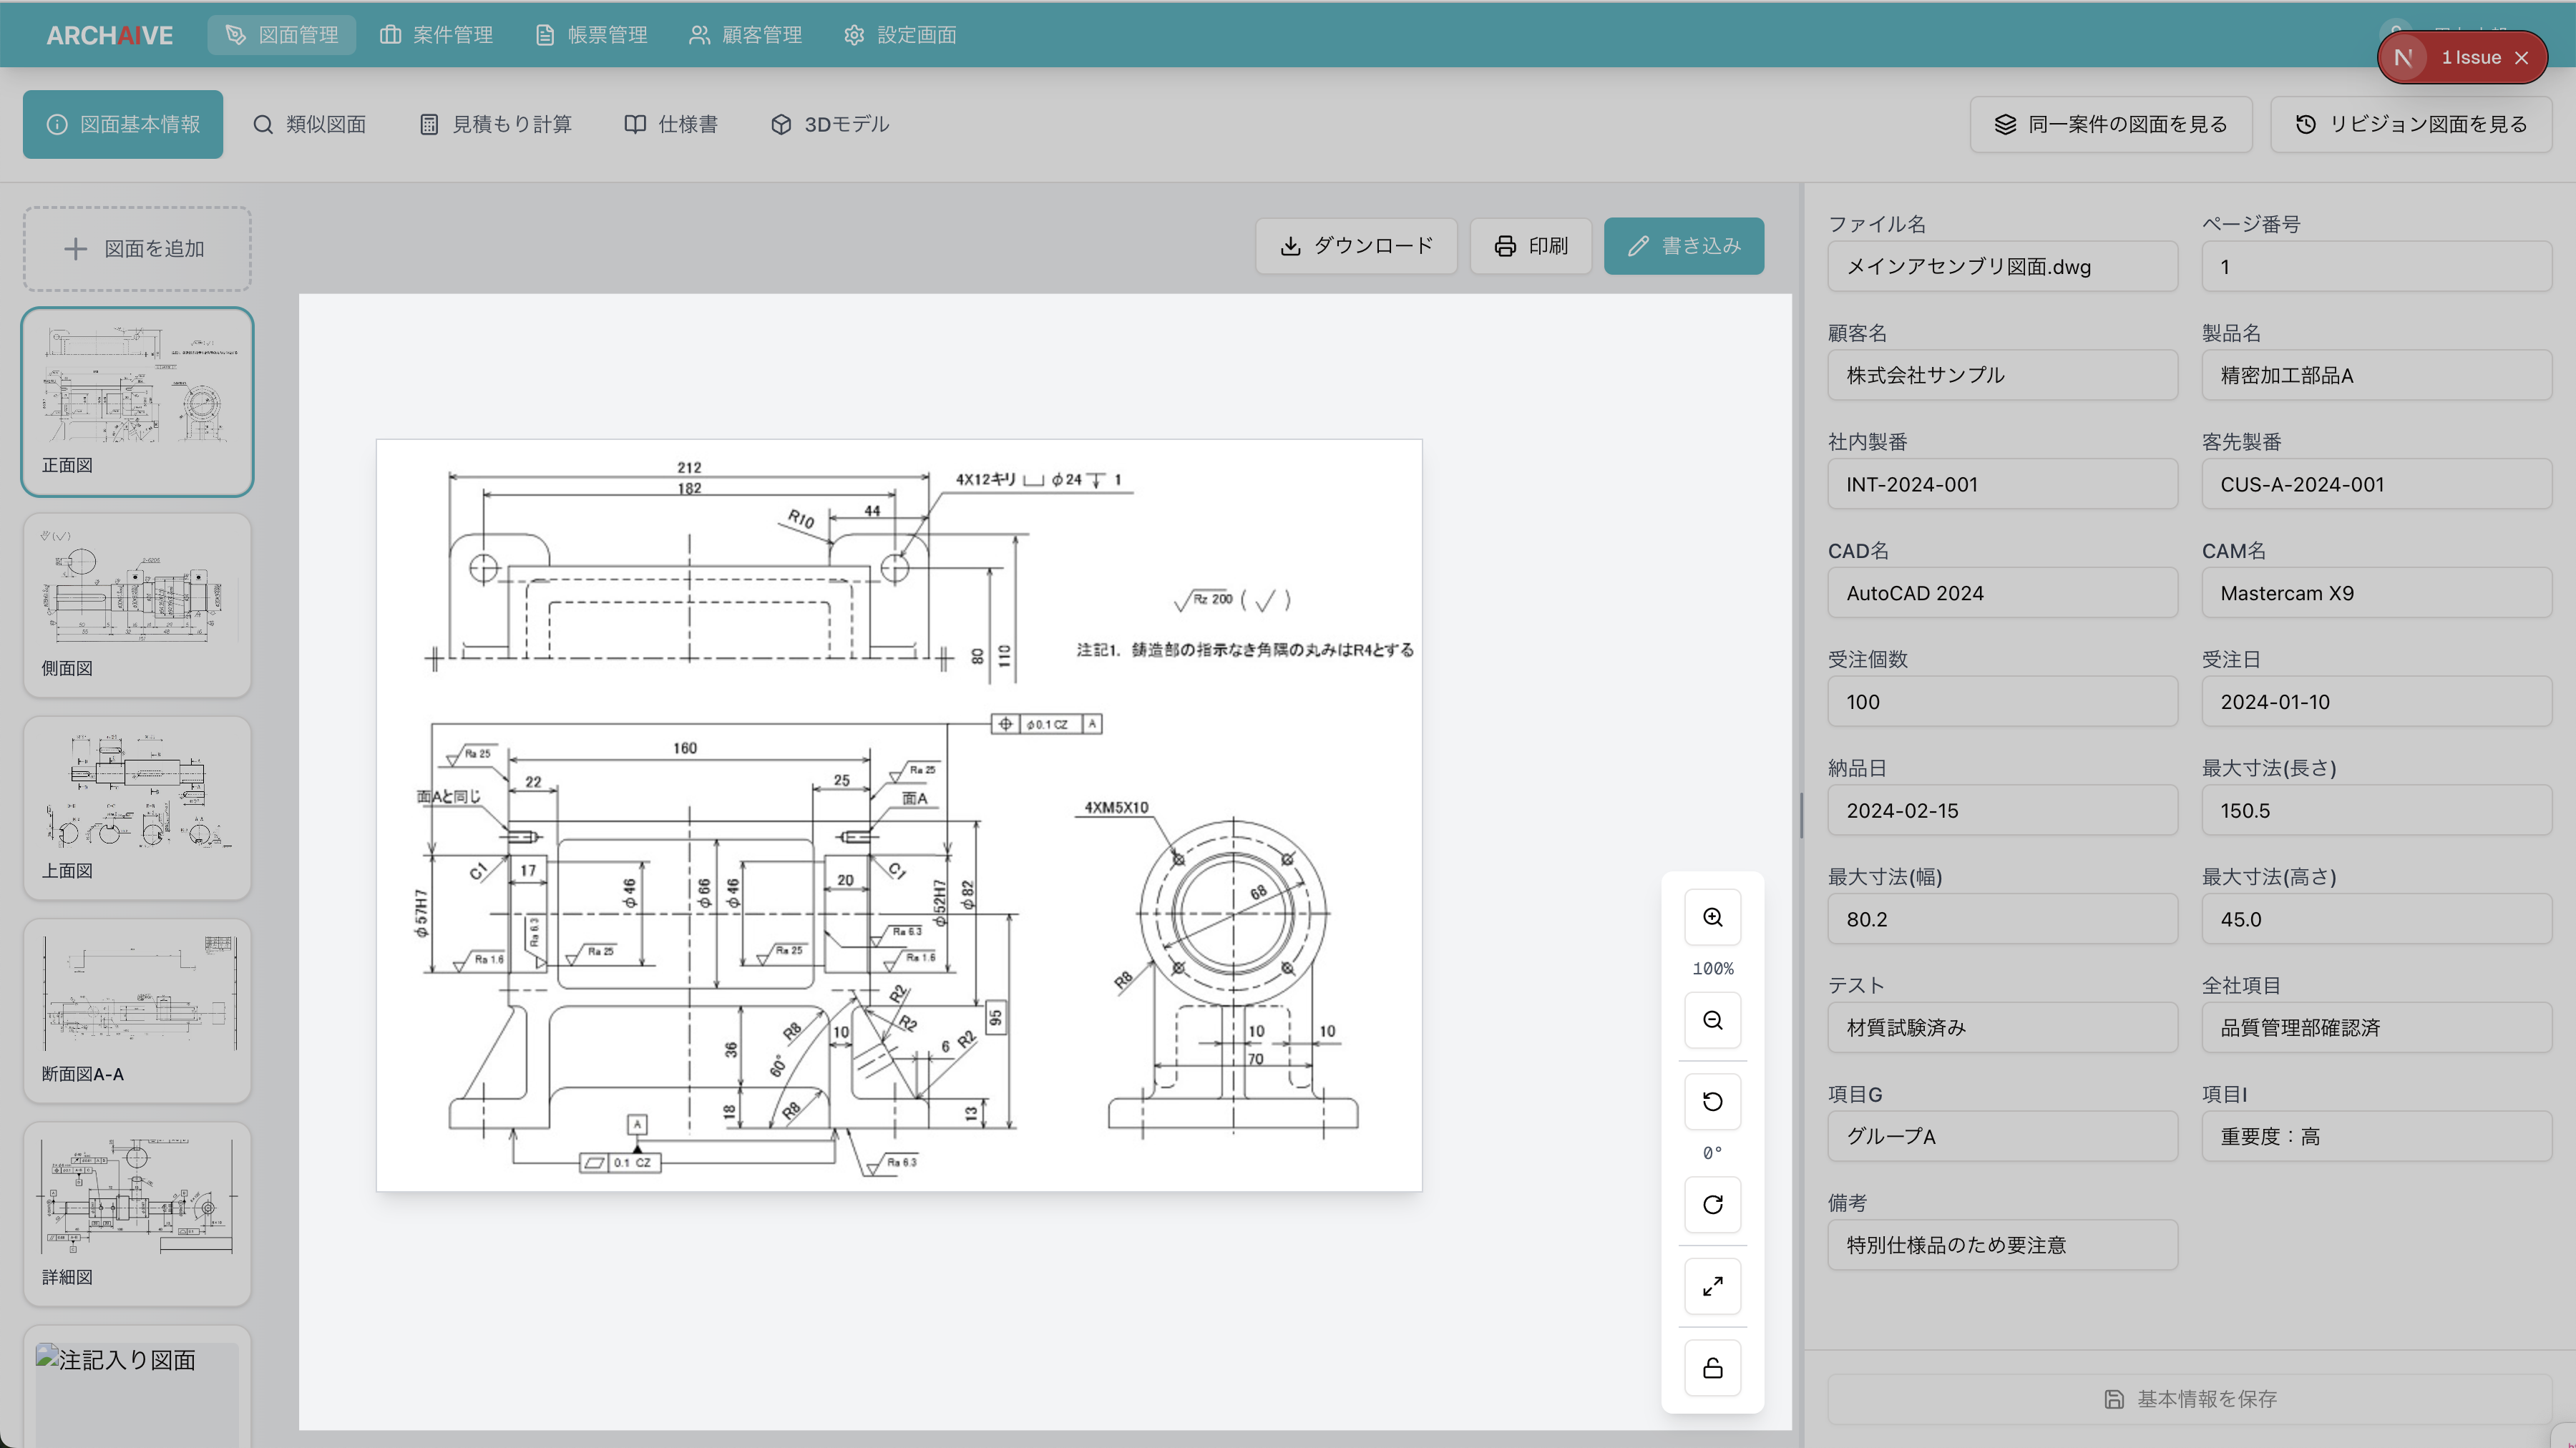 ARCHAIVE 図面管理 案件管理 帳票管理 顧客管理 設定画面
N 1 Issue
図面基本情報 類似図面 見積もり計算 仕様書 3Dモデル 同一案件の図面を見る リビジョン図面を見る
図面を追加
正面図
側面図
上面図
断面図A-A
詳細図
注記入り図面
ダウンロード 印刷 書き込み
212
182
4X12キリ ⌴ φ24 ↧ 1
R10
44
80
110
Rz 200 ( √ )
注記1. 鋳造部の指示なき角隅の丸みはR4とする
⌖ φ0.1 CZ A
160
Ra 25
Ra 25
22
25
面Aと同じ
面A
4XM5X10
C1
17
C1
20
φ57H7
φ46
φ66
φ46
φ52H7
φ82
68
Ra 6.3
Ra 25
Ra 25
Ra 6.3
Ra 1.6
Ra 1.6
R8
R2
R2
R8
10
95
36
60°
6
R2
10
10
70
18
R8
13
A
▱ 0.1 CZ
Ra 6.3
100%
0°
ファイル名 ページ番号
メインアセンブリ図面.dwg 1
顧客名 製品名
株式会社サンプル 精密加工部品A
社内製番 客先製番
INT-2024-001 CUS-A-2024-001
CAD名 CAM名
AutoCAD 2024 Mastercam X9
受注個数 受注日
100 2024-01-10
納品日 最大寸法(長さ)
2024-02-15 150.5
最大寸法(幅) 最大寸法(高さ)
80.2 45.0
テスト 全社項目
材質試験済み 品質管理部確認済
項目G 項目I
グループA 重要度：高
備考
特別仕様品のため要注意
基本情報を保存